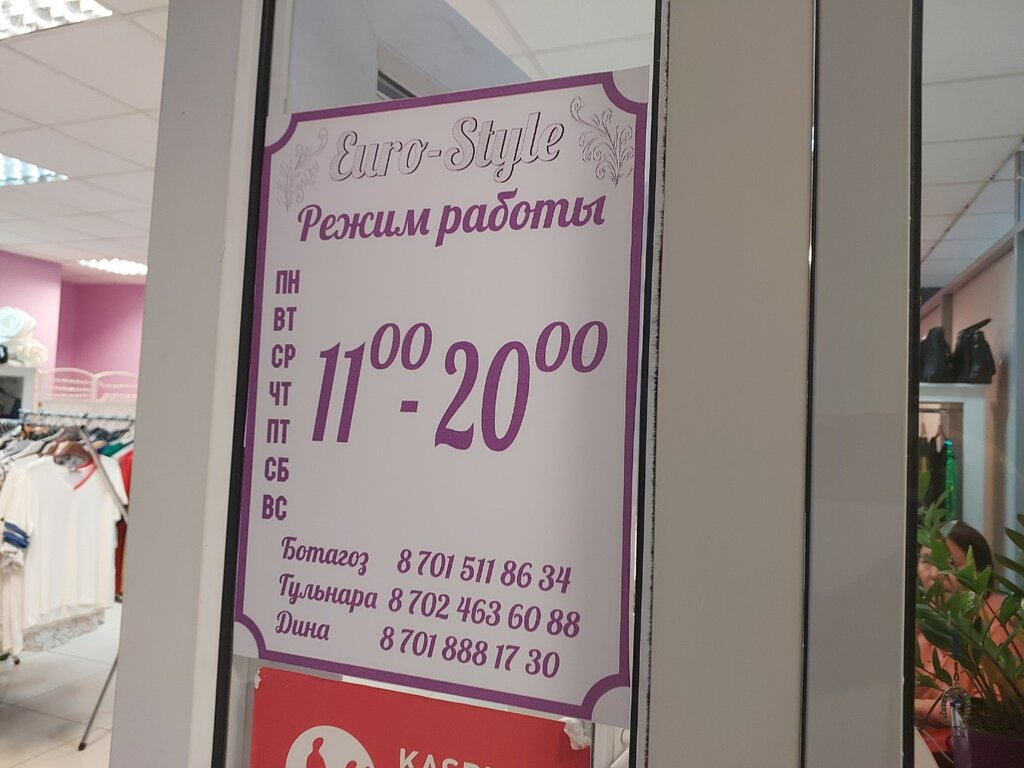 Euro-Style
Режим работы
ПН
ВТ
СР
ЧТ
ПТ
СБ
ВС
11⁰⁰ - 20⁰⁰
Ботагоз 8 701 511 86 34
Гульнара 8 702 463 60 88
Дина 8 701 888 17 30